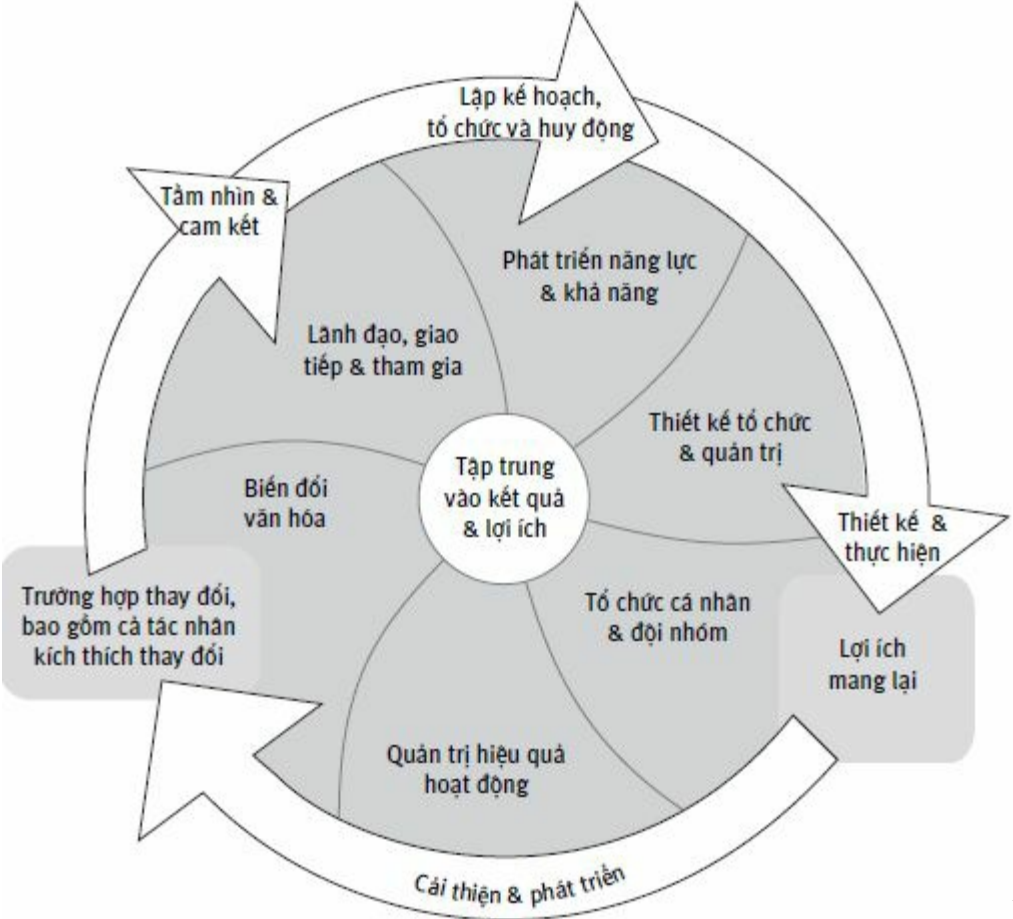 Lập kế hoạch,
tổ chức và huy động
Tầm nhìn &
cam kết
Phát triển năng lực
& khả năng
Lãnh đạo, giao
tiếp & tham gia
Thiết kế tổ chức
& quản trị
Tập trung
vào kết quả
& lợi ích
Biến đổi
văn hóa
Thiết kế &
thực hiện
Trường hợp thay đổi,
bao gồm cả tác nhân
kích thích thay đổi
Tổ chức cá nhân
& đội nhóm
Lợi ích
mang lại
Quản trị hiệu quả
hoạt động
Cải thiện & phát triển